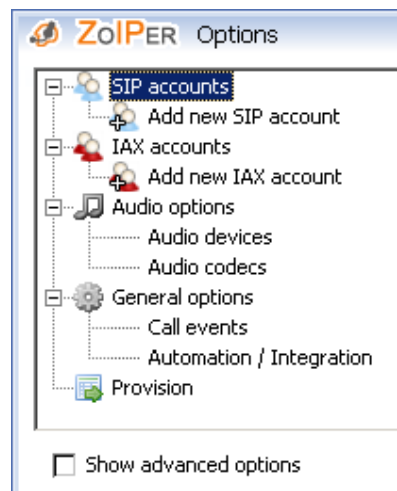 ZoIPER Options
SIP accounts
Add new SIP account
IAX accounts
Add new IAX account
Audio options
Audio devices
Audio codecs
General options
Call events
Automation / Integration
Provision
Show advanced options